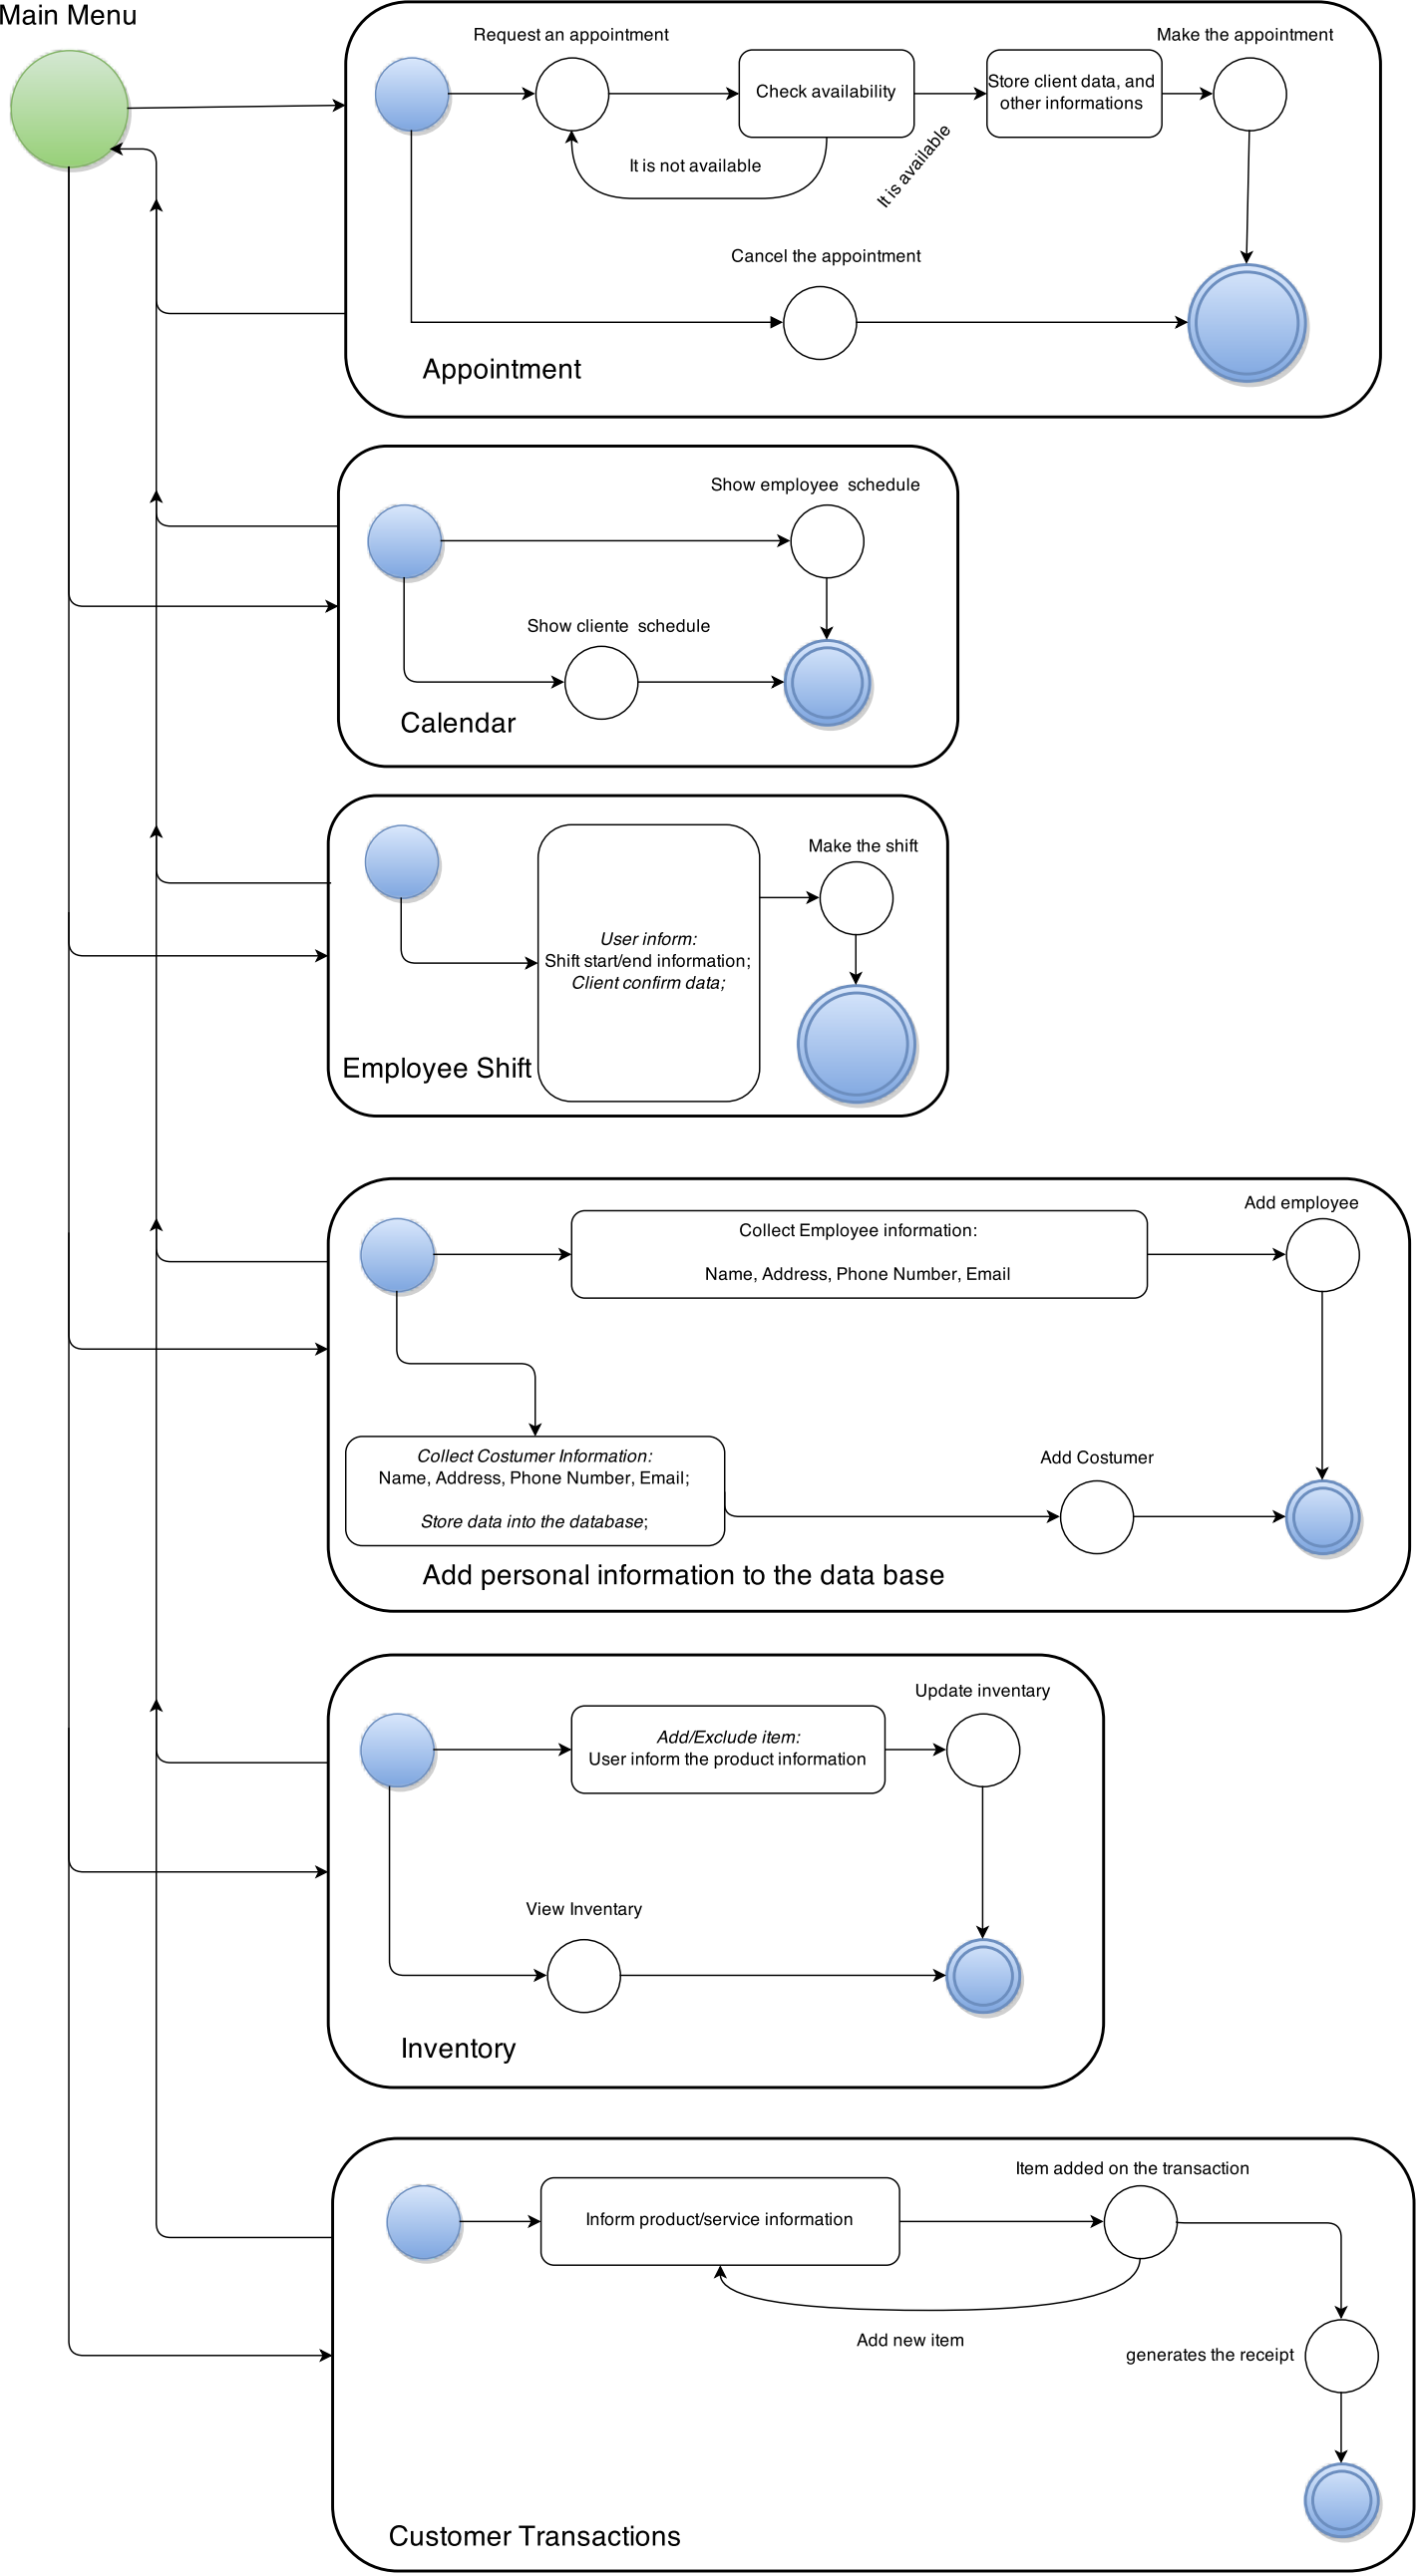 Main Menu
Request an appointment
Make the appointment
Check availability
Store client data, and
other informations
It is not available
It is available
Cancel the appointment
Appointment
Show employee  schedule
Show cliente  schedule
Calendar
Make the shift
User inform:
Shift start/end information;
Client confirm data;
Employee Shift
Add employee
Collect Employee information:
Name, Address, Phone Number, Email
Collect Costumer Information:
Name, Address, Phone Number, Email;
Store data into the database;
Add Costumer
Add personal information to the data base
Update inventary
Add/Exclude item:
User inform the product information
View Inventary
Inventory
Item added on the transaction
Inform product/service information
Add new item
generates the receipt
Customer Transactions